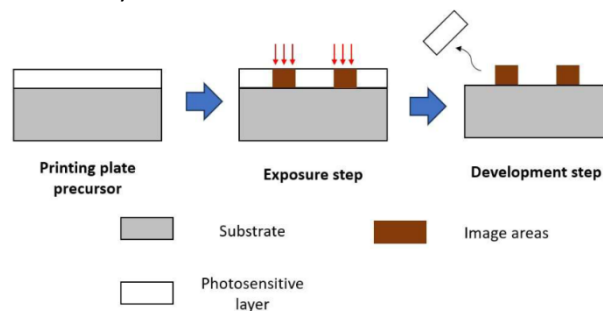 Printing plate
precursor
Exposure step
Development step
Substrate
Image areas
Photosensitive
layer